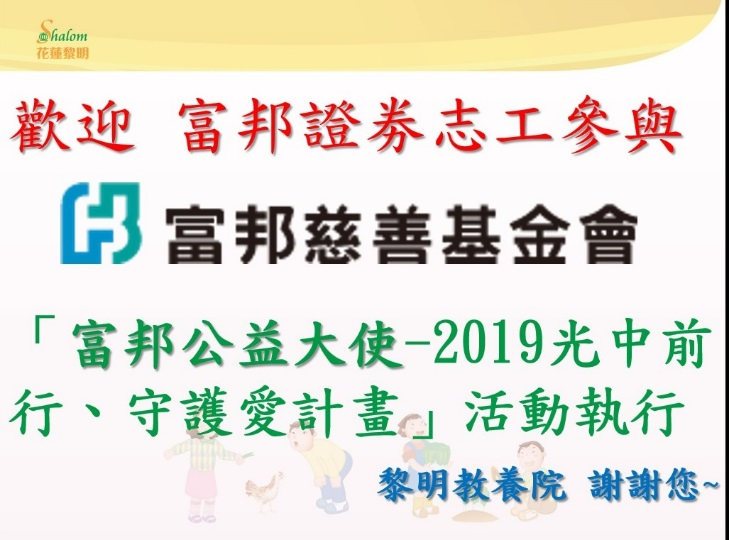 Shalom
花蓮黎明
歡迎 富邦證券志工參與
富邦慈善基金會
「富邦公益大使-2019光中前
行、守護愛計畫」活動執行
黎明教養院 謝謝您~